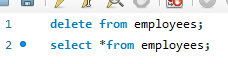 1 delete from employees;
2 select *from employees;